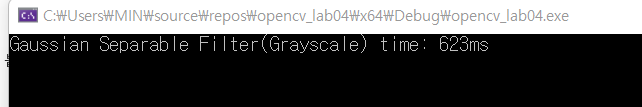 C:₩Users₩MIN₩source₩repos₩opencv_lab04₩x64₩Debug₩opencv_lab04.exe
Gaussian Separable Filter(Grayscale) time: 623ms